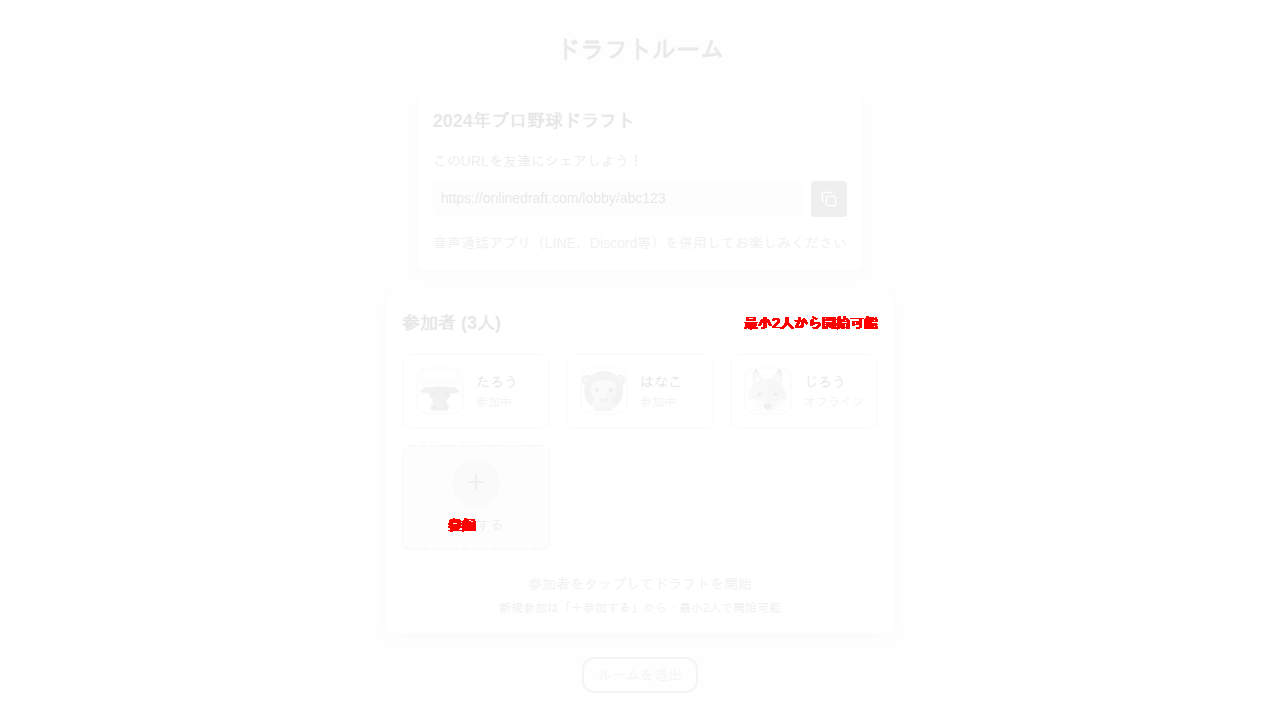 ドラフトルーム
2024年プロ野球ドラフト
このURLを友達にシェアしよう！
https://onlinedraft.com/lobby/abc123
音声通話アプリ（LINE、Discord等）を併用してお楽しみください
参加者 (3人)
最小2人から開始可能
たろう
参加中
はなこ
参加中
じろう
オフライン
する
参加者をタップしてドラフトを開始
新規参加は「＋参加する」から・最小2人で開始可能
ルームを退出